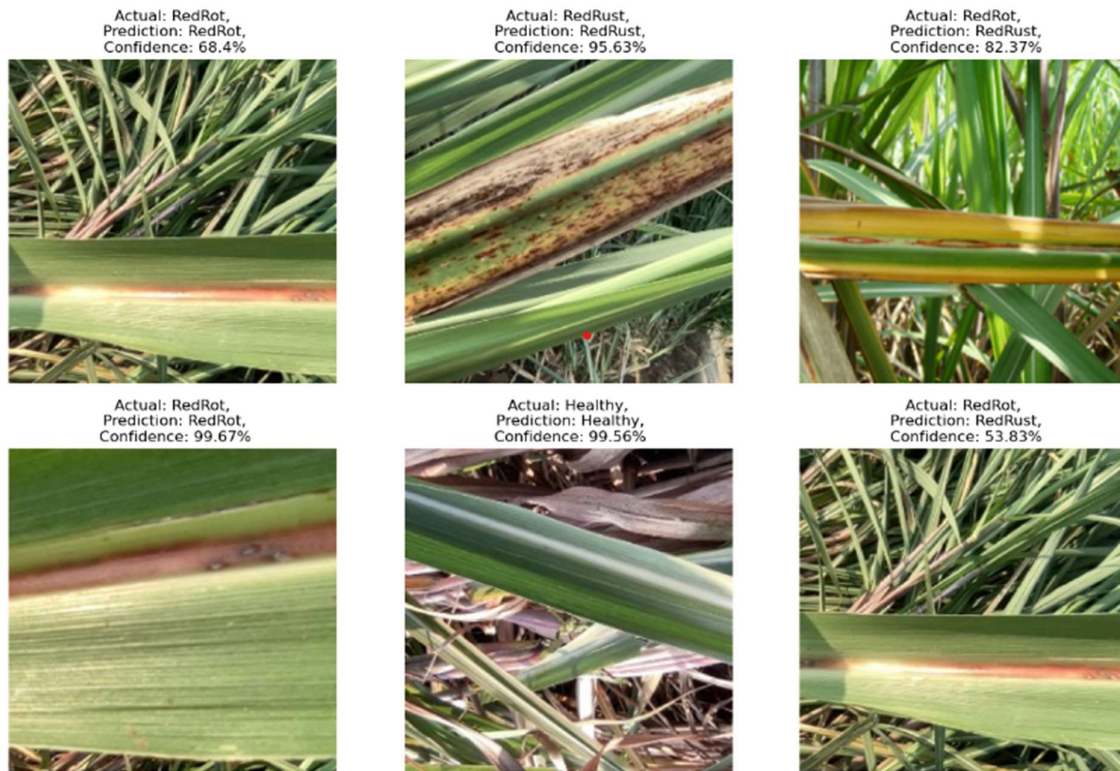 Actual: RedRot,
Prediction: RedRot,
Confidence: 68.4%
Actual: RedRust,
Prediction: RedRust,
Confidence: 95.63%
Actual: RedRot,
Prediction: RedRust,
Confidence: 82.37%
Actual: RedRot,
Prediction: RedRot,
Confidence: 99.67%
Actual: Healthy,
Prediction: Healthy,
Confidence: 99.56%
Actual: RedRot,
Prediction: RedRust,
Confidence: 53.83%